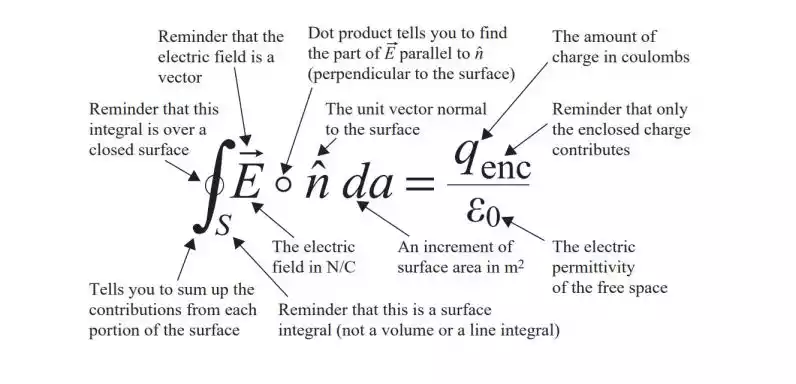 Reminder that the
electric field is a
vector
Dot product tells you to find
the part of E⃗ parallel to n̂
(perpendicular to the surface)
The amount of
charge in coulombs
Reminder that this
integral is over a
closed surface
The unit vector normal
to the surface
Reminder that only
the enclosed charge
contributes
∮S E⃗ ∘ n̂ da = qenc / ε0
The electric
field in N/C
An increment of
surface area in m²
The electric
permittivity
of the free space
Tells you to sum up the
contributions from each
portion of the surface
Reminder that this is a surface
integral (not a volume or a line integral)